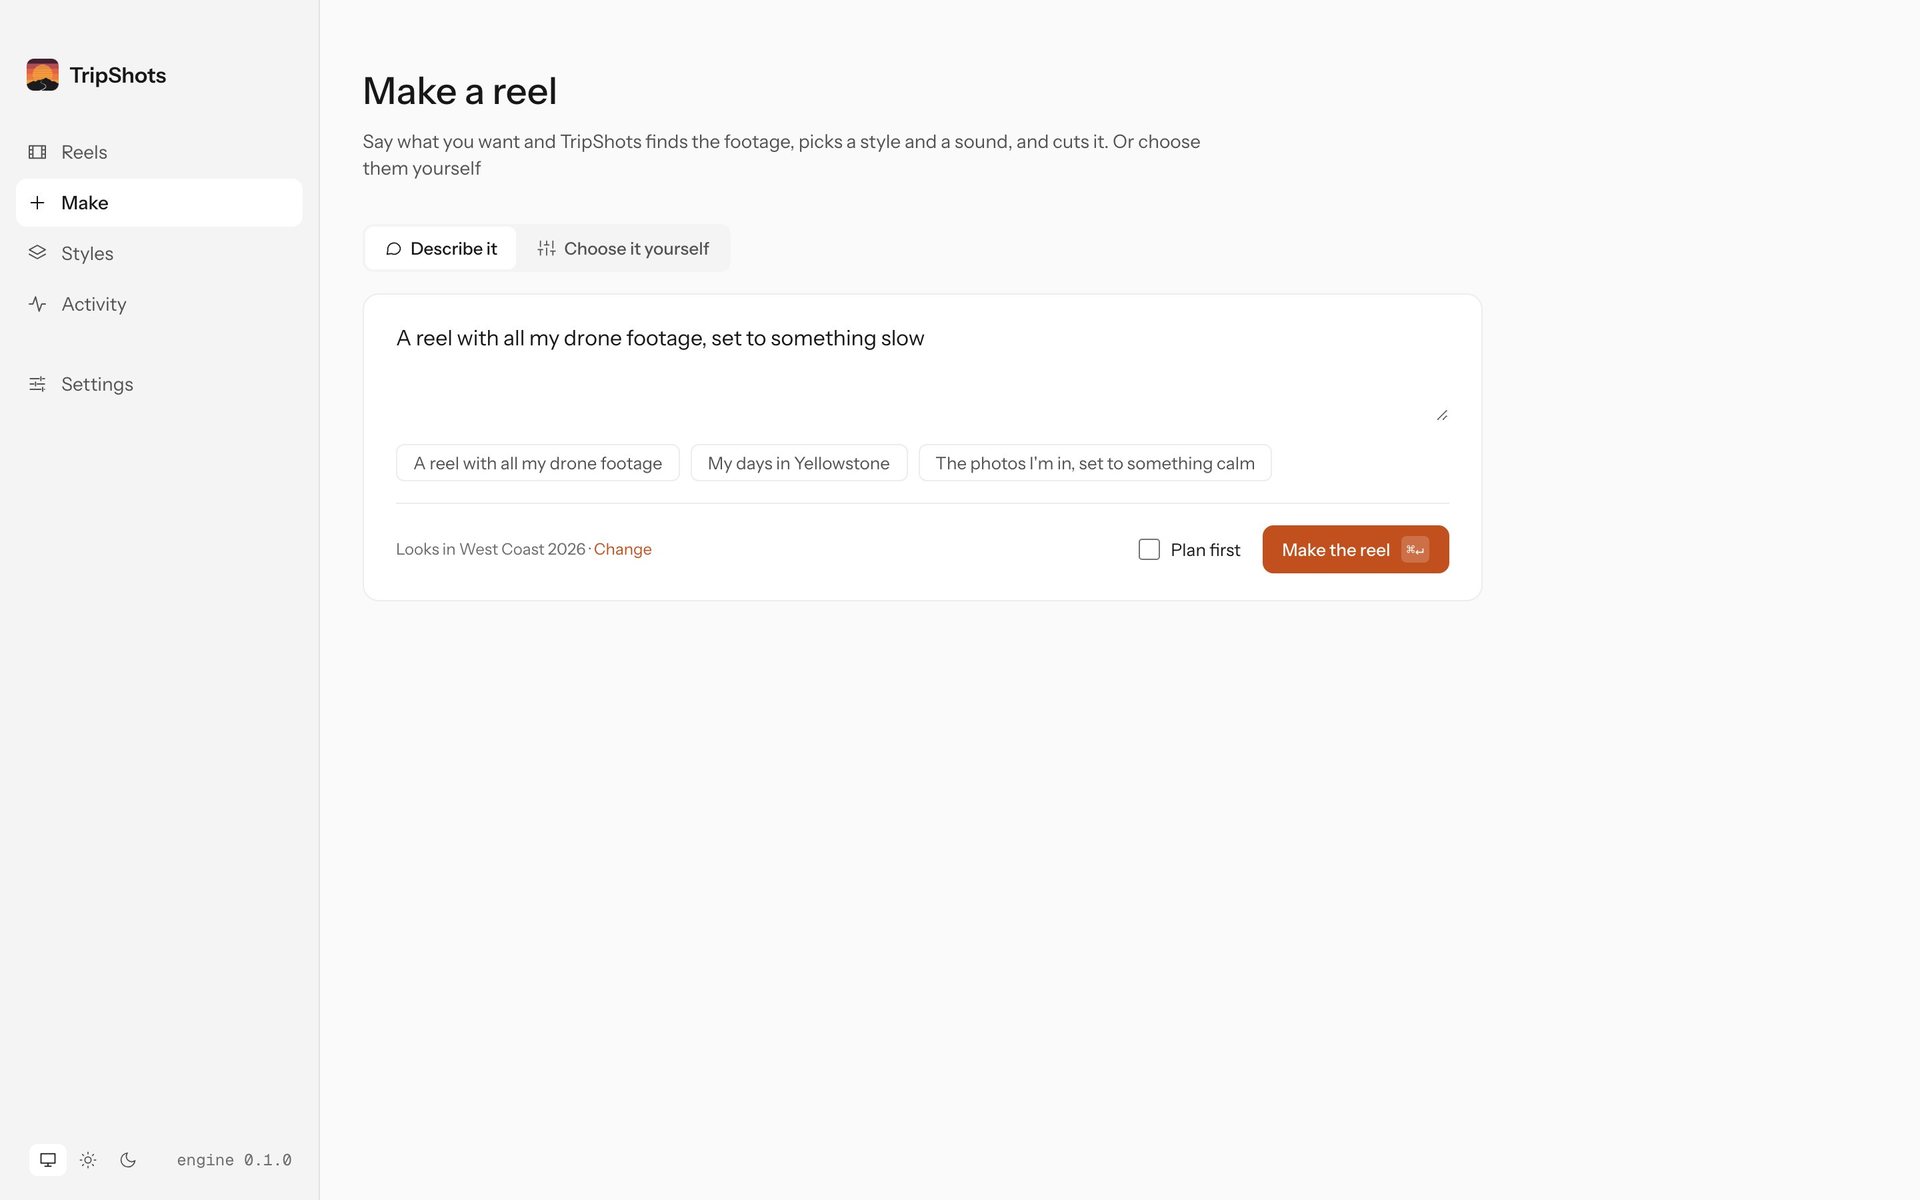 TripShots
Reels
Make
Styles
Activity
Settings
engine 0.1.0
Make a reel
Say what you want and TripShots finds the footage, picks a style and a sound, and cuts it. Or choose
them yourself
Describe it
Choose it yourself
A reel with all my drone footage, set to something slow
A reel with all my drone footage
My days in Yellowstone
The photos I'm in, set to something calm
Looks in West Coast 2026 · Change
Plan first
Make the reel ⌘↵